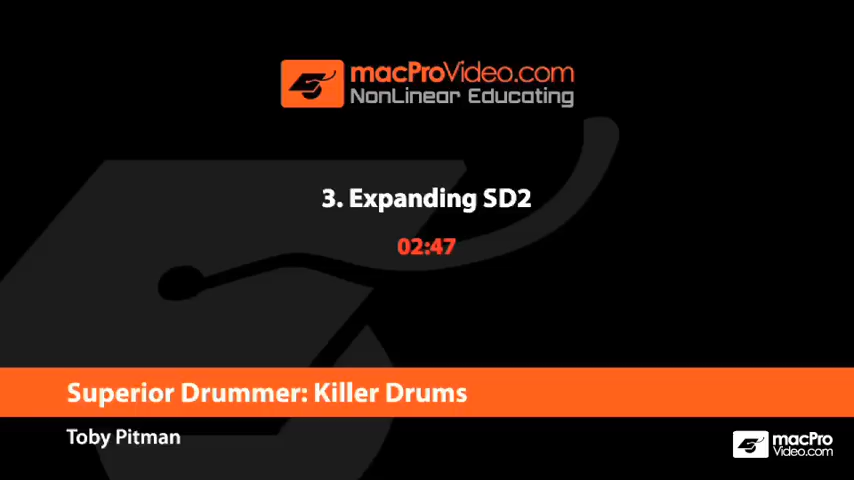 macProVideo.com
NonLinear Educating
3. Expanding SD2
02:47
Superior Drummer: Killer Drums
Toby Pitman
macPro
Video.com